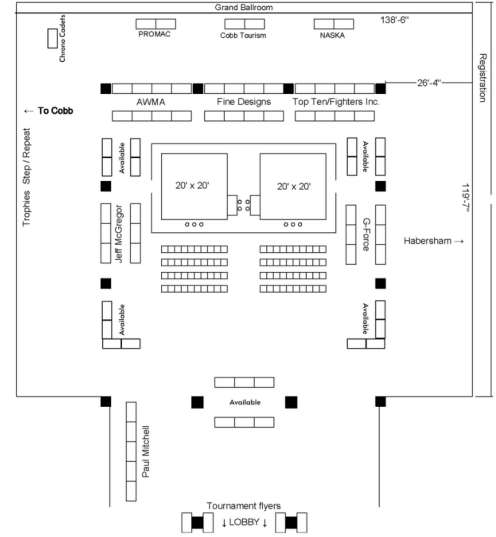 Grand Ballroom
138'-6"
Chrono Cadets
PROMAC
Cobb Tourism
NASKA
Registration
26'-4"
AWMA
Fine Designs
Top Ten/Fighters Inc.
← To Cobb
Trophies Step / Repeat
Available
Available
20' x 20'
20' x 20'
119'-7"
Jeff McGregor
G-Force
Habersham →
Available
Available
Available
Paul Mitchell
Tournament flyers
↓ LOBBY ↓